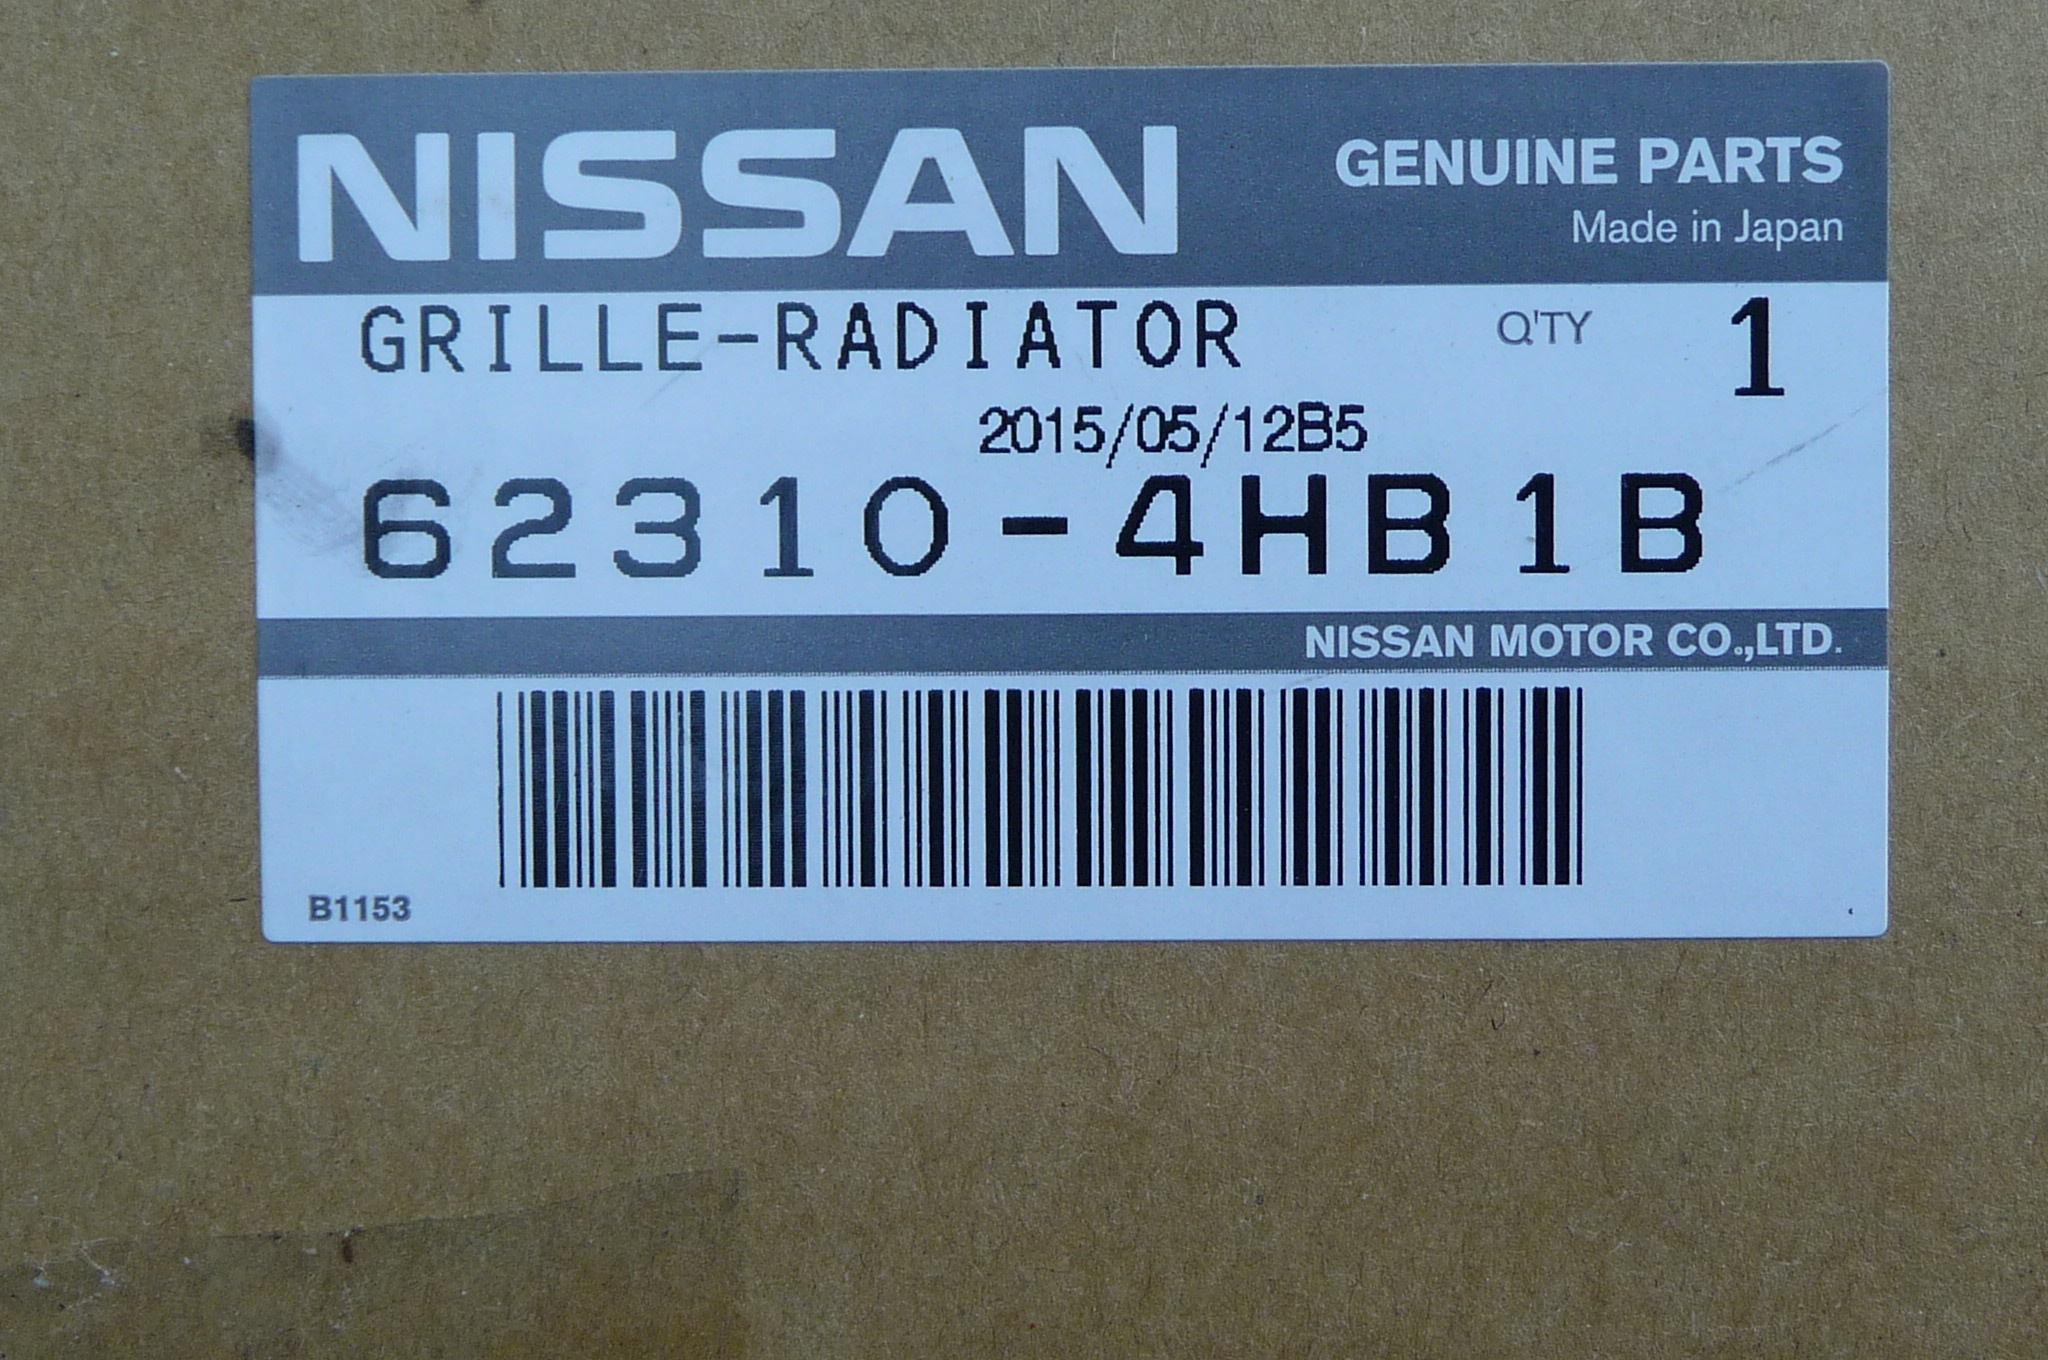 NISSAN
GENUINE PARTS
Made in Japan
GRILLE-RADIATOR
Q'TY 1
2015/05/12B5
62310-4HB1B
NISSAN MOTOR CO.,LTD.
B1153